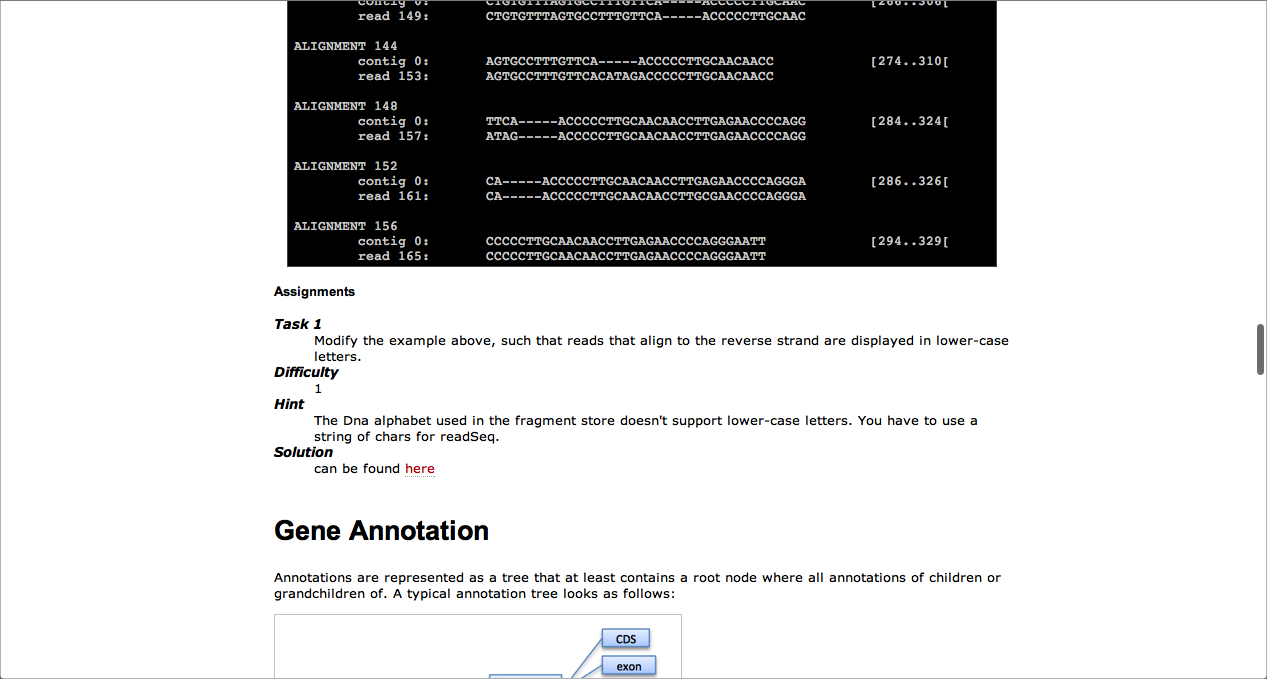 contig 0: CTGTGTTTAGTGCCTTTGTTCA-----ACCCCCTTGCAAC [266..306[
read 149: CTGTGTTTAGTGCCTTTGTTCA-----ACCCCCTTGCAAC
ALIGNMENT 144
contig 0: AGTGCCTTTGTTCA-----ACCCCCTTGCAACAACC [274..310[
read 153: AGTGCCTTTGTTCACATAGACCCCCTTGCAACAACC
ALIGNMENT 148
contig 0: TTCA-----ACCCCCTTGCAACAACCTTGAGAACCCCAGG [284..324[
read 157: ATAG-----ACCCCCTTGCAACAACCTTGAGAACCCCAGG
ALIGNMENT 152
contig 0: CA-----ACCCCCTTGCAACAACCTTGAGAACCCCAGGGA [286..326[
read 161: CA-----ACCCCCTTGCAACAACCTTGCGAACCCCAGGGA
ALIGNMENT 156
contig 0: CCCCCTTGCAACAACCTTGAGAACCCCAGGGAATT [294..329[
read 165: CCCCCTTGCAACAACCTTGAGAACCCCAGGGAATT
Assignments
Task 1
Modify the example above, such that reads that align to the reverse strand are displayed in lower-case
letters.
Difficulty
1
Hint
The Dna alphabet used in the fragment store doesn't support lower-case letters. You have to use a
string of chars for readSeq.
Solution
can be found here
Gene Annotation
Annotations are represented as a tree that at least contains a root node where all annotations of children or
grandchildren of. A typical annotation tree looks as follows:
CDS
exon